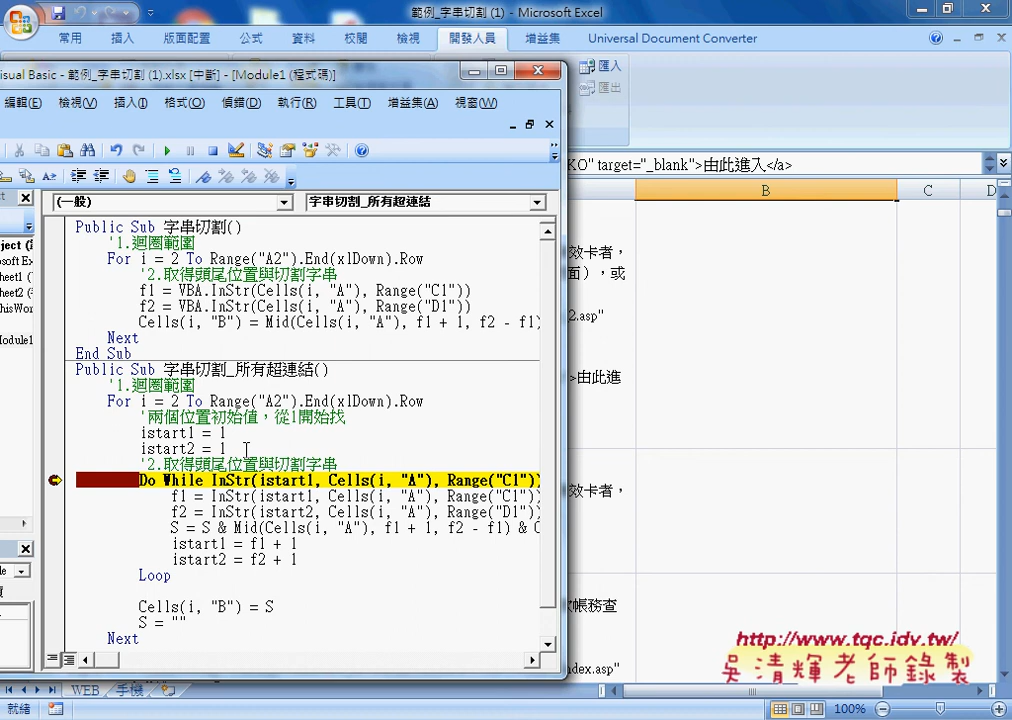 範例_字串切割 (1) - Microsoft Excel
常用 插入 版面配置 公式 資料 校閱 檢視 開發人員 增益集 Universal Document Converter
匯入
匯出
isual Basic - 範例_字串切割 (1).xlsx [中斷] - [Module1 (程式碼)]
編輯(E) 檢視(V) 插入(I) 格式(O) 偵錯(D) 執行(R) 工具(T) 增益集(A) 視窗(W)
KO" target="_blank">由此進入</a>
B C D
(一般) 字串切割_所有超連結
Public Sub 字串切割()
'1.迴圈範圍
For i = 2 To Range("A2").End(xlDown).Row
'2.取得頭尾位置與切割字串
f1 = VBA.InStr(Cells(i, "A"), Range("C1"))
f2 = VBA.InStr(Cells(i, "A"), Range("D1"))
Cells(i, "B") = Mid(Cells(i, "A"), f1 + 1, f2 - f1)
Next
End Sub
Public Sub 字串切割_所有超連結()
'1.迴圈範圍
For i = 2 To Range("A2").End(xlDown).Row
'兩個位置初始值，從1開始找
istart1 = 1
istart2 = 1
'2.取得頭尾位置與切割字串
Do While InStr(istart1, Cells(i, "A"), Range("C1"))
f1 = InStr(istart1, Cells(i, "A"), Range("C1"))
f2 = InStr(istart2, Cells(i, "A"), Range("D1"))
S = S & Mid(Cells(i, "A"), f1 + 1, f2 - f1) & C
istart1 = f1 + 1
istart2 = f2 + 1
Loop
Cells(i, "B") = S
S = ""
Next
效卡者，
面），或
2.asp"
>由此進
效卡者，
帳務查
ndex.asp"
WEB 手機
就緒 100%
http://www.tqc.idv.tw/
吳清輝老師錄製